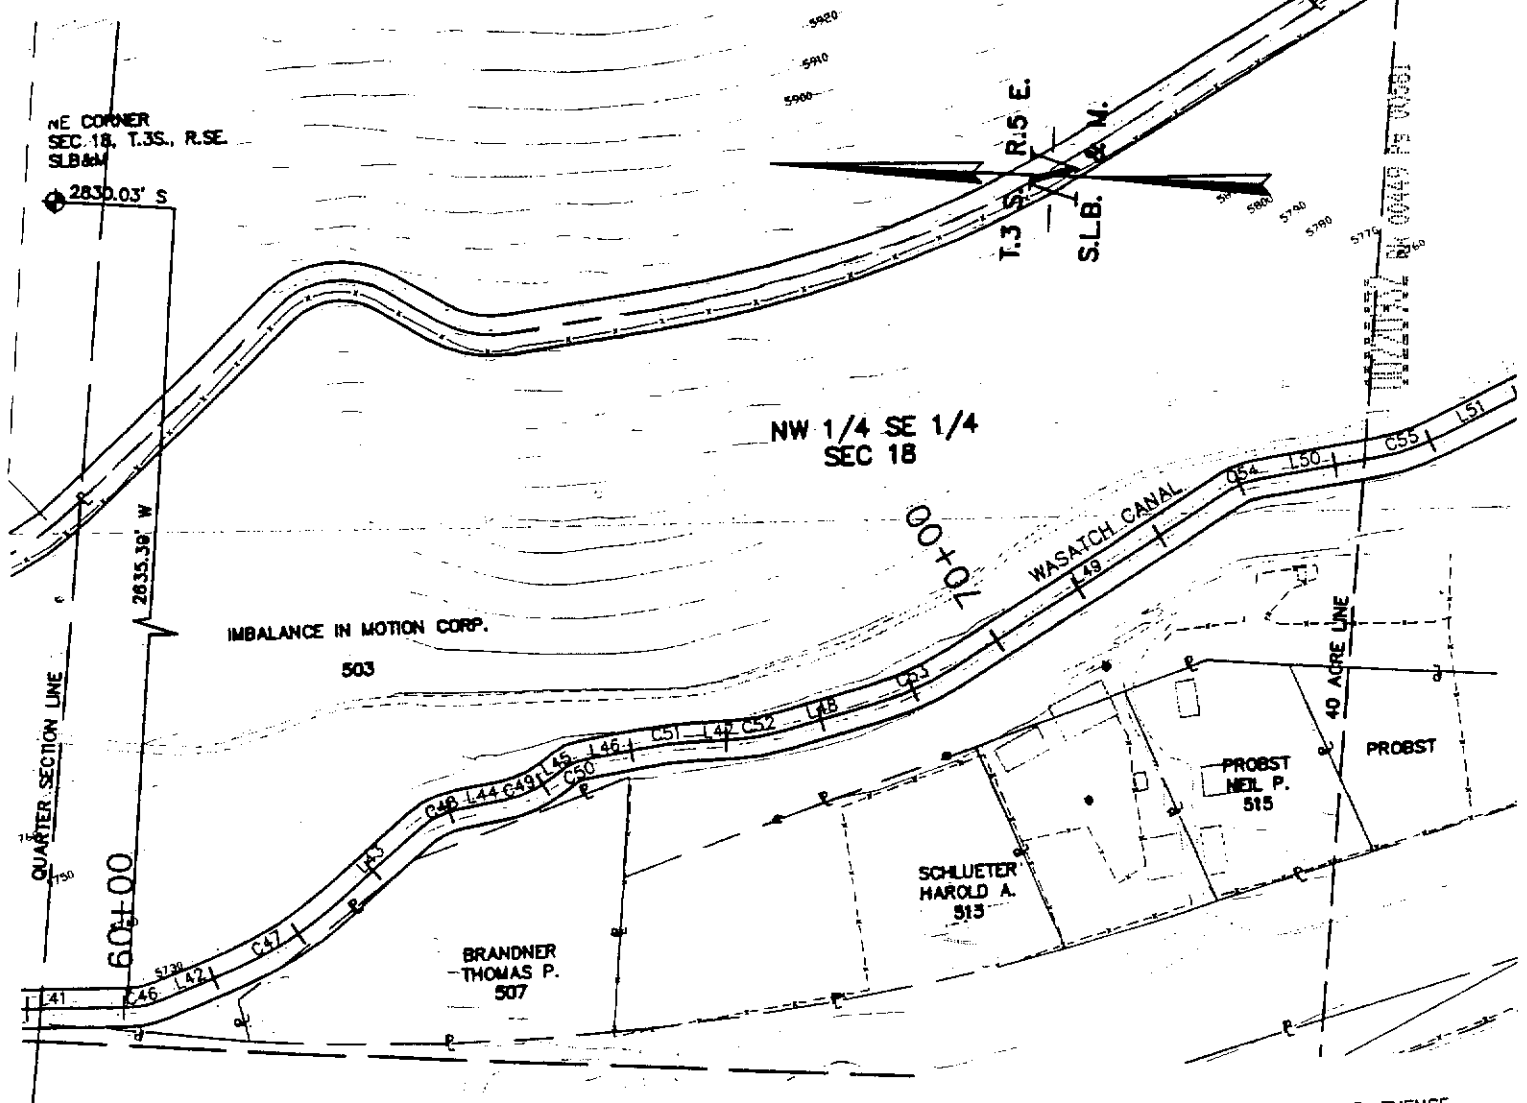 5920
5910
5900
NE CORNER
SEC 18, T.3S., R.5E.
SLB&M
2830.03' S
T.3 S. R.5 E.
S.L.B. & M.
5800
5790
5780
5770
5760
00449
NW 1/4 SE 1/4
SEC 18
2635.39' W
WASATCH CANAL
70+00
IMBALANCE IN MOTION CORP.
503
QUARTER SECTION LINE
40 ACRE LINE
60+00
5750
5730
L41
C46
L42
C47
L43
C48
L44
C49
L45
C50
L46
C51
L47
C52
L48
C53
L49
C54
L50
C55
L51
PROBST
PROBST
NEIL P.
515
SCHLUETER
HAROLD A.
513
BRANDNER
THOMAS P.
507